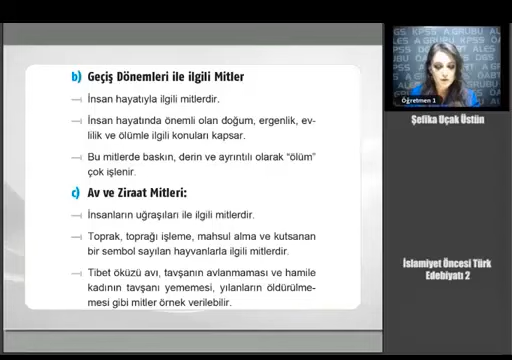 b) Geçiş Dönemleri ile ilgili Mitler
— İnsan hayatıyla ilgili mitlerdir.
— İnsan hayatında önemli olan doğum, ergenlik, ev-
lilik ve ölümle ilgili konuları kapsar.
— Bu mitlerde baskın, derin ve ayrıntılı olarak “ölüm”
çok işlenir.
c) Av ve Ziraat Mitleri:
— İnsanların uğraşıları ile ilgili mitlerdir.
— Toprak, toprağı işleme, mahsul alma ve kutsanan
bir sembol sayılan hayvanlarla ilgili mitlerdir.
— Tibet öküzü avı, tavşanın avlanmaması ve hamile
kadının tavşanı yememesi, yılanların öldürülme-
mesi gibi mitler örnek verilebilir.
Öğretmen 1
Şefika Uçak Üstün
İslamiyet Öncesi Türk
Edebiyatı 2